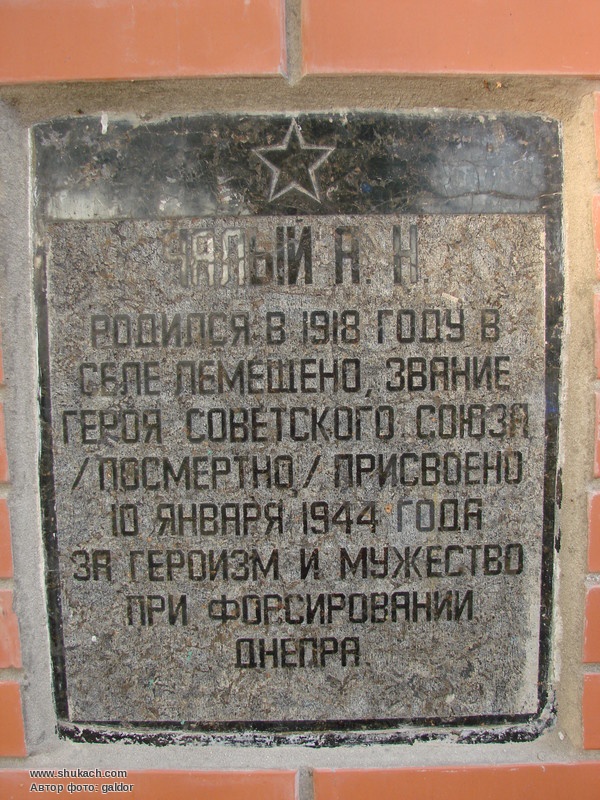 ЧАЛЫЙ А. Н.
РОДИЛСЯ В 1918 ГОДУ В
СЕЛЕ ЛЕМЕЩЕНО, ЗВАНИЕ
ГЕРОЯ СОВЕТСКОГО СОЮЗА
/ПОСМЕРТНО/ ПРИСВОЕНО
10 ЯНВАРЯ 1944 ГОДА
ЗА ГЕРОИЗМ И МУЖЕСТВО
ПРИ ФОРСИРОВАНИИ
ДНЕПРА
www.shukach.com
Автор фото: galdor